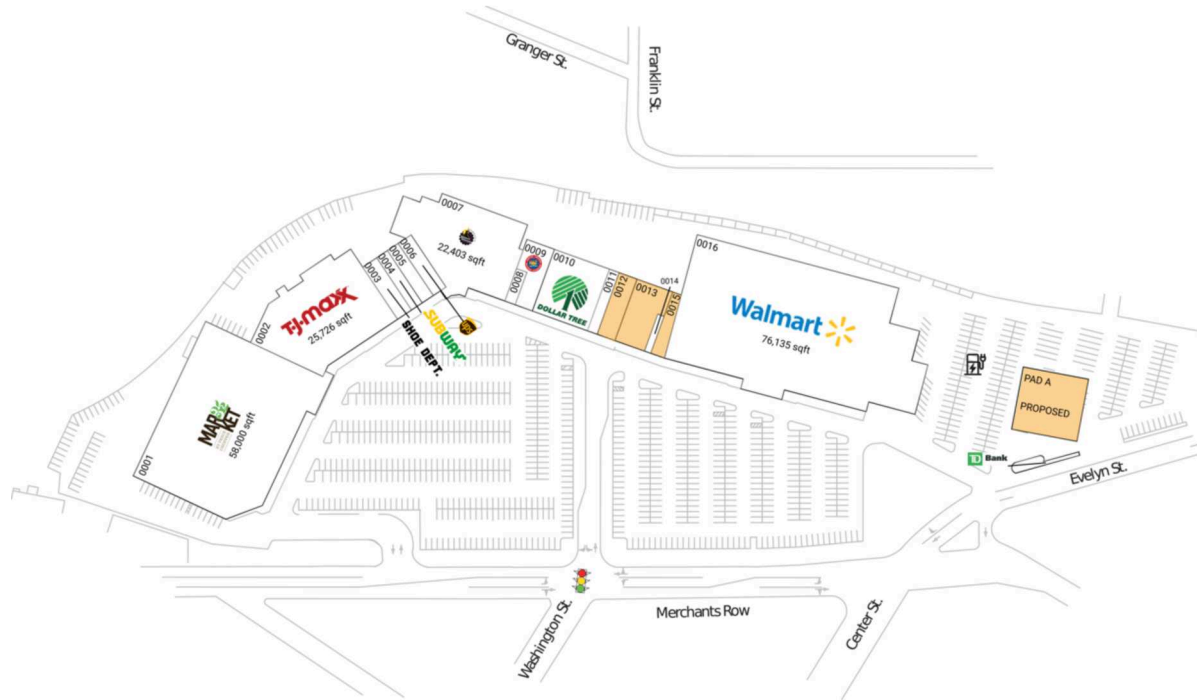 Granger St.
Franklin St.
0007
22,403 sqft
0006
0005
0004
0003
0009
0008
0010
DOLLAR TREE
0011
0012
0013
0014
0015
0016
Walmart
76,135 sqft
0002
T.J.maxx
25,726 sqft
SUBWAY
SHOE DEPT.
MARKET
58,000 sqft
0001
PAD A
PROPOSED
TD Bank
Evelyn St.
Merchants Row
Washington St.
Center St.